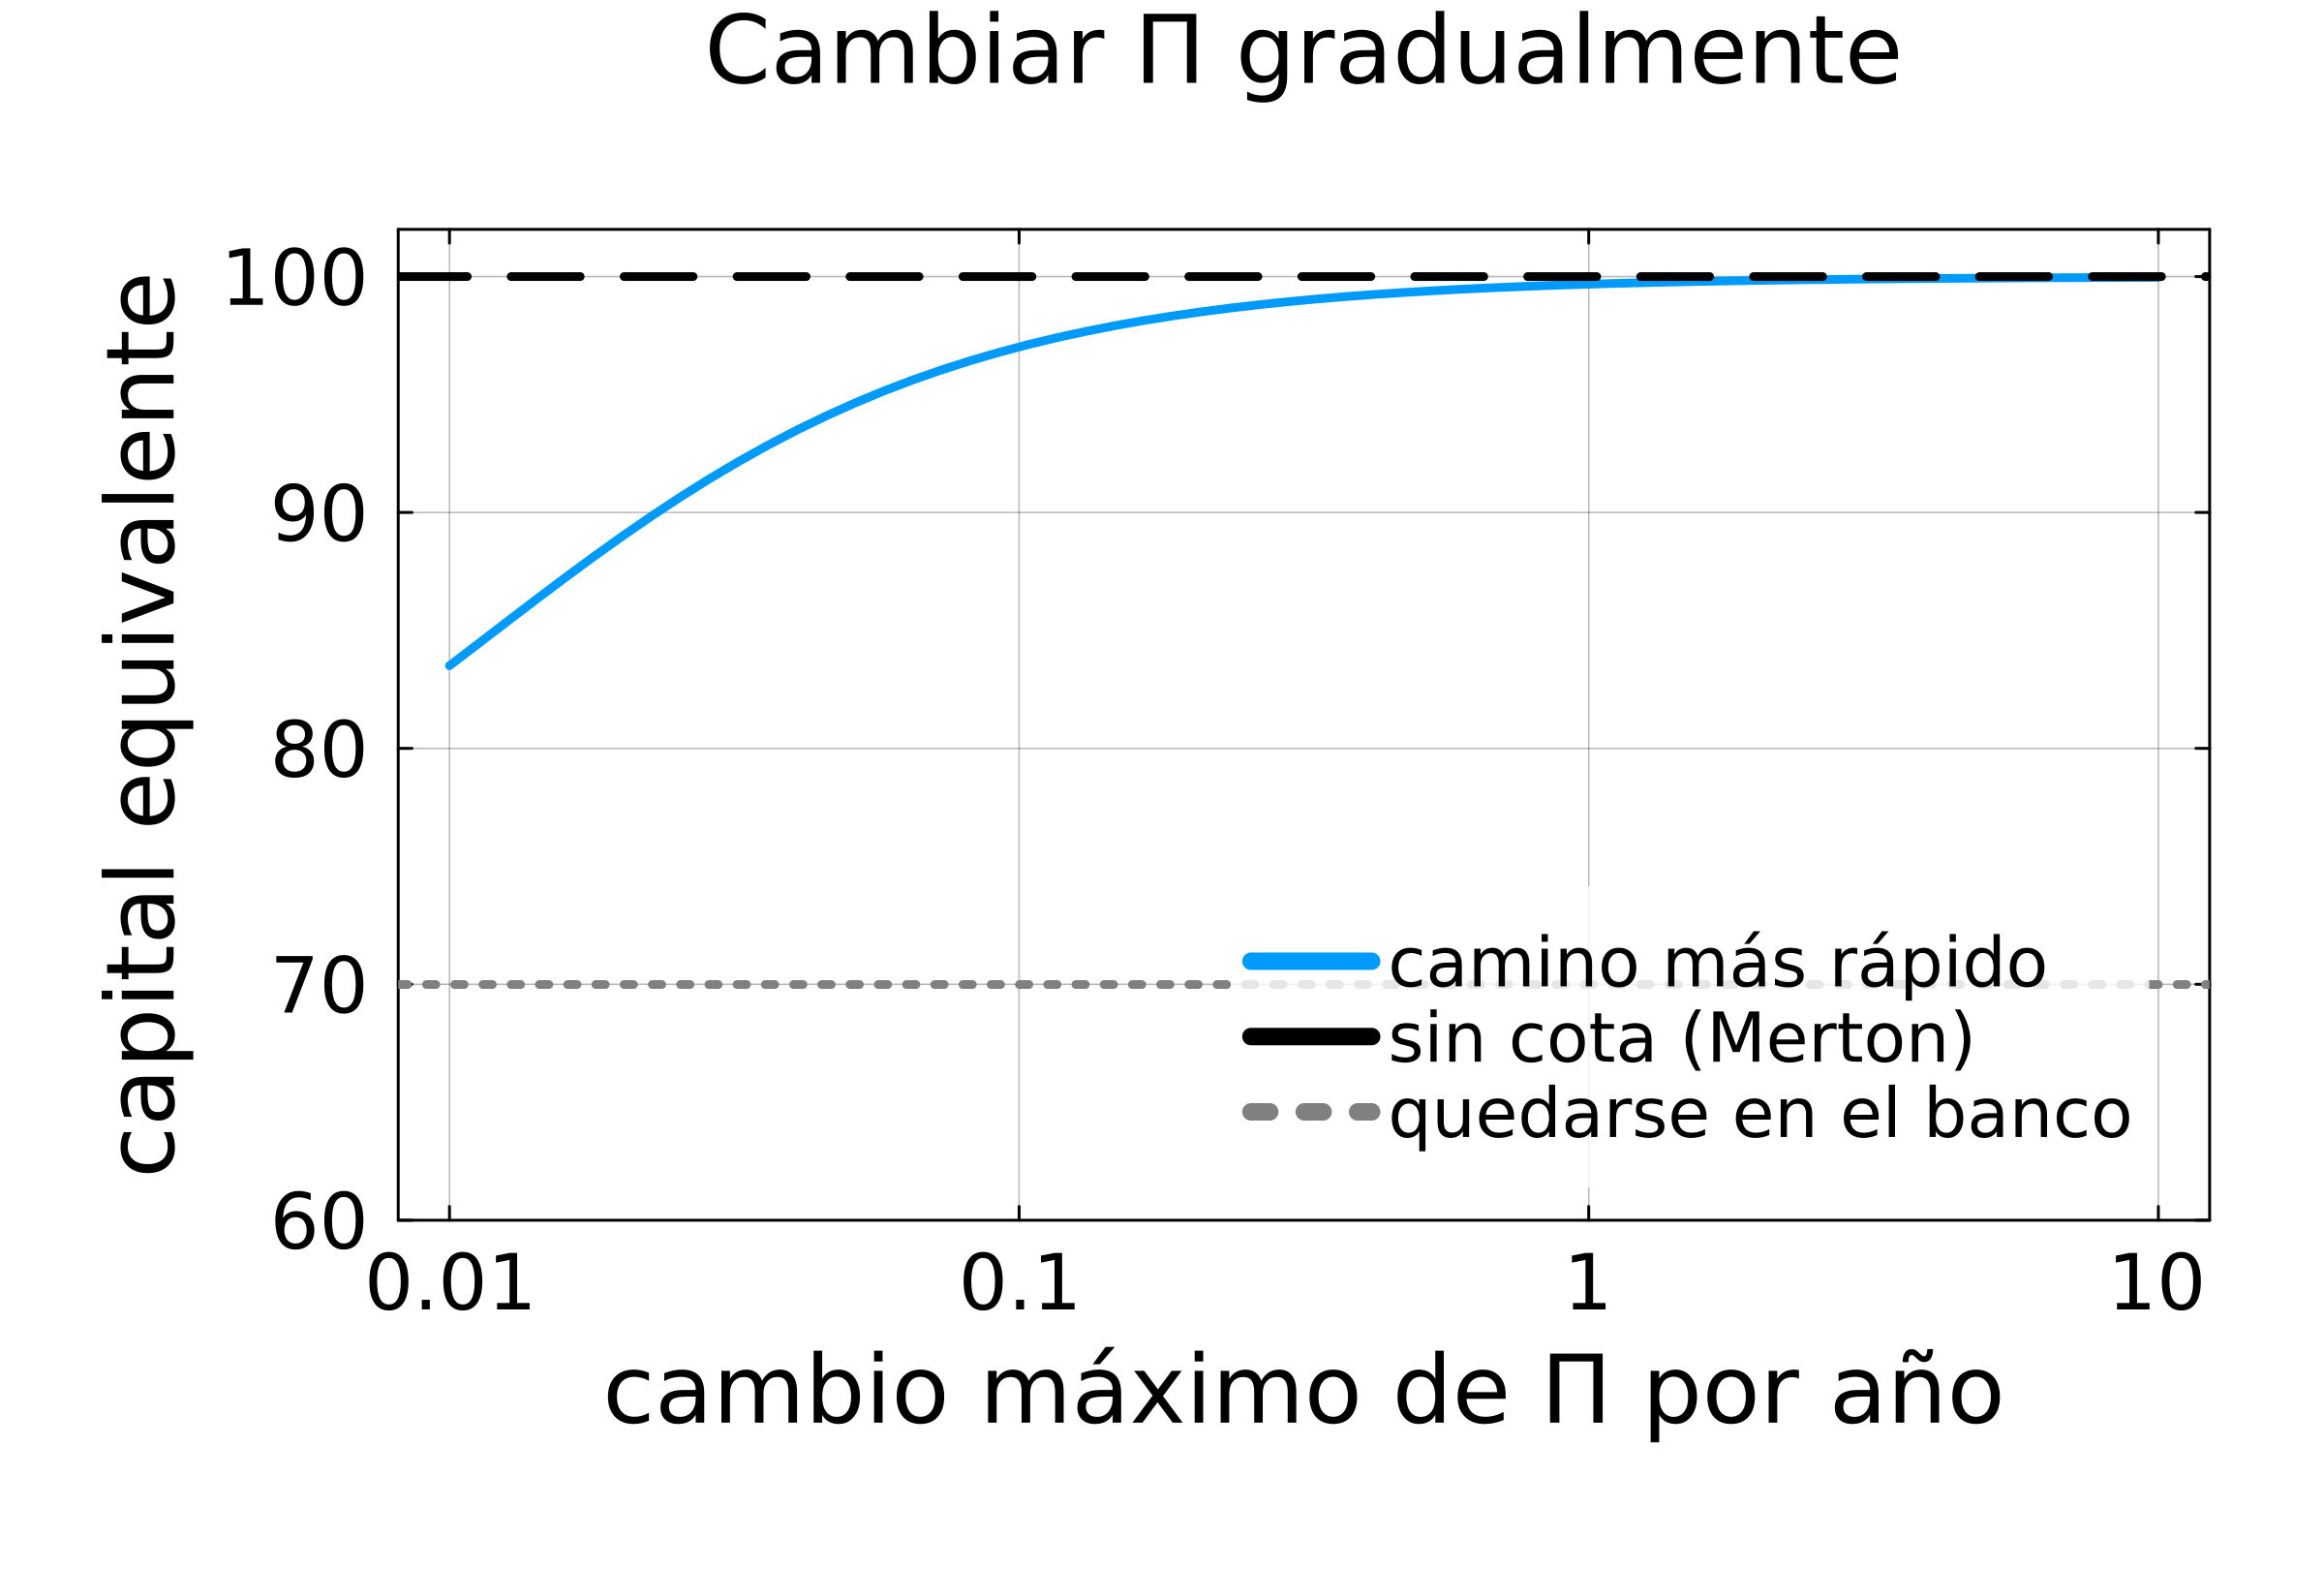 Cambiar Π gradualmente
capital equivalente
100
90
80
70
60
camino más rápido
sin cota (Merton)
quedarse en el banco
0.01
0.1
1
10
cambio máximo de Π por año